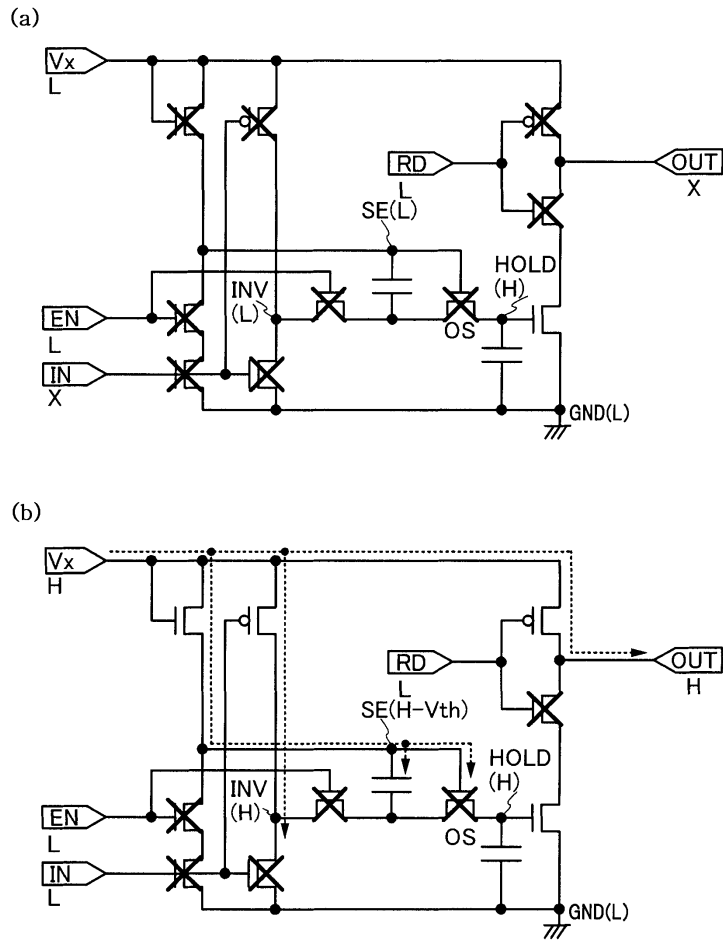 (a)
Vx
L
RD
L
OUT
X
SE(L)
HOLD
(H)
INV
(L)
EN
L
OS
IN
X
GND(L)
(b)
Vx
H
RD
L
OUT
H
SE(H-Vth)
HOLD
(H)
INV
(H)
EN
L
OS
IN
L
GND(L)